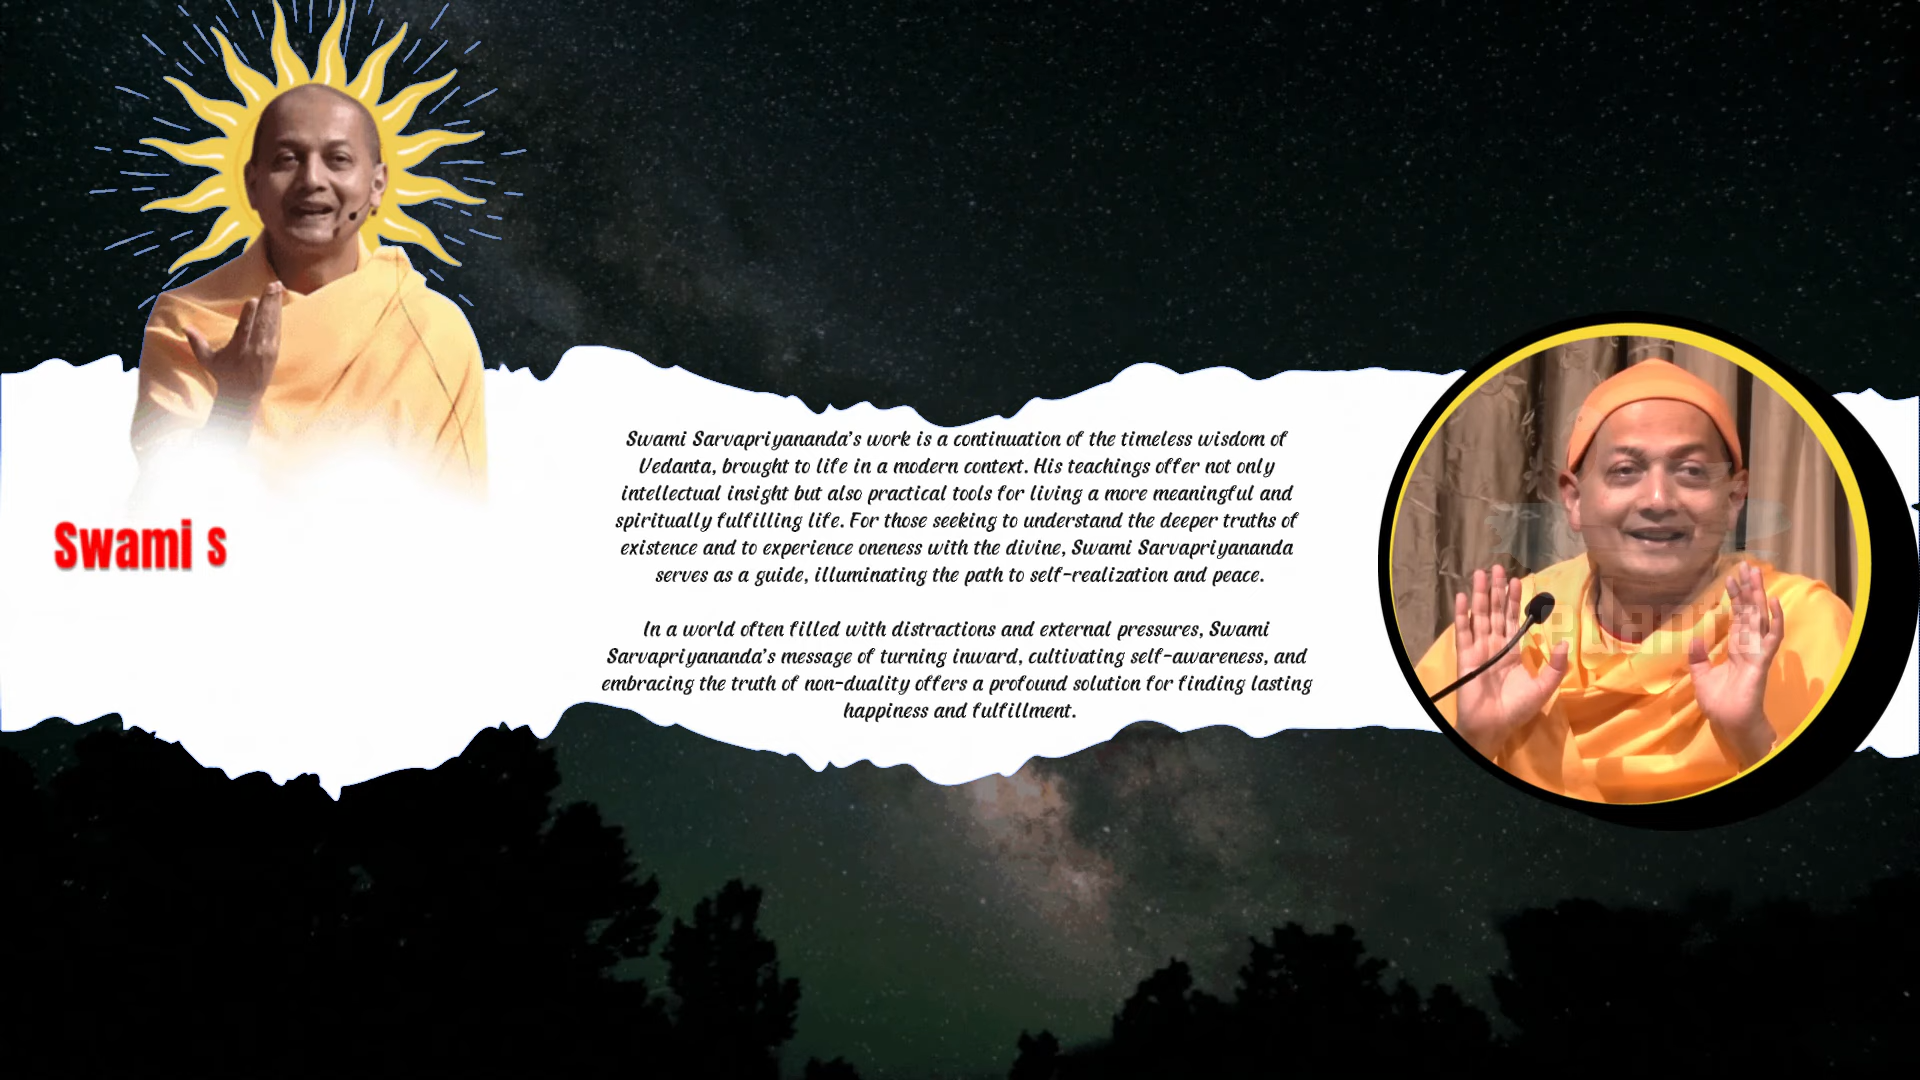 Swami s
Swami Sarvapriyananda's work is a continuation of the timeless wisdom of
Vedanta, brought to life in a modern context. His teachings offer not only
intellectual insight but also practical tools for living a more meaningful and
spiritually fulfilling life. For those seeking to understand the deeper truths of
existence and to experience oneness with the divine, Swami Sarvapriyananda
serves as a guide, illuminating the path to self-realization and peace.
In a world often filled with distractions and external pressures, Swami
Sarvapriyananda's message of turning inward, cultivating self-awareness, and
embracing the truth of non-duality offers a profound solution for finding lasting
happiness and fulfillment.
vedanta